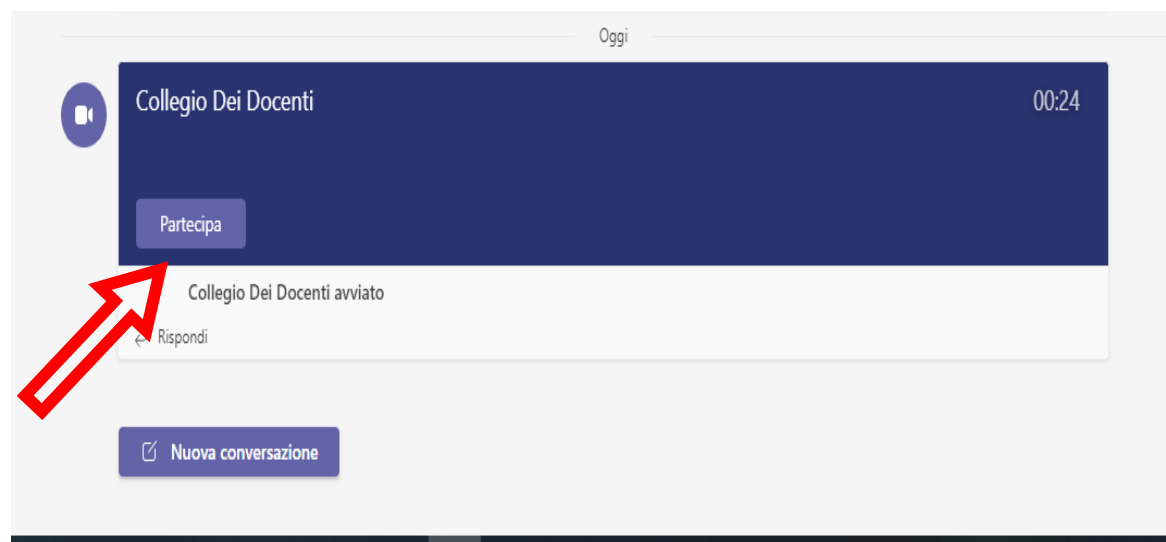 Oggi
Collegio Dei Docenti 00:24
Partecipa
Collegio Dei Docenti avviato
Rispondi
Nuova conversazione